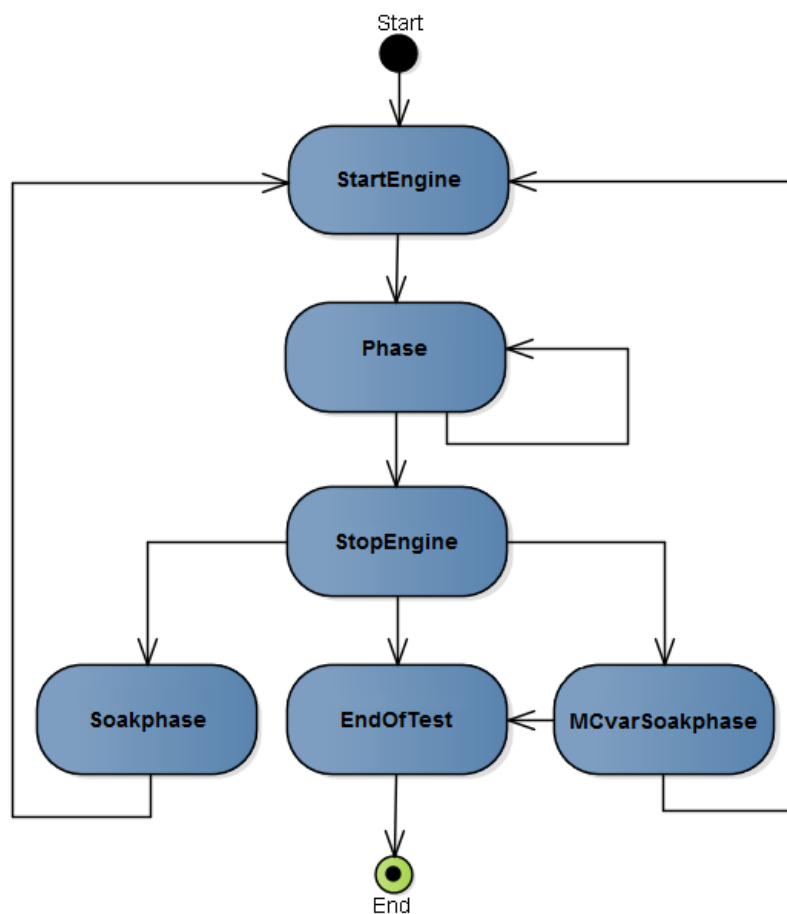 Start
StartEngine
Phase
StopEngine
Soakphase
EndOfTest
MCvarSoakphase
End